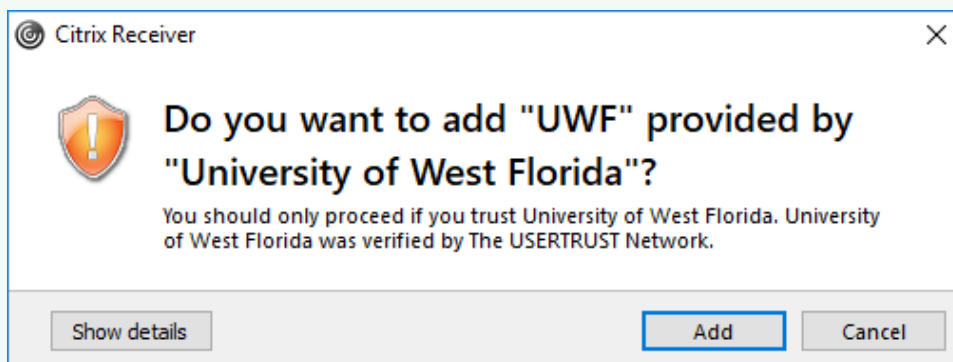 Citrix Receiver
Do you want to add "UWF" provided by
"University of West Florida"?
You should only proceed if you trust University of West Florida. University
of West Florida was verified by The USERTRUST Network.
Show details
Add
Cancel